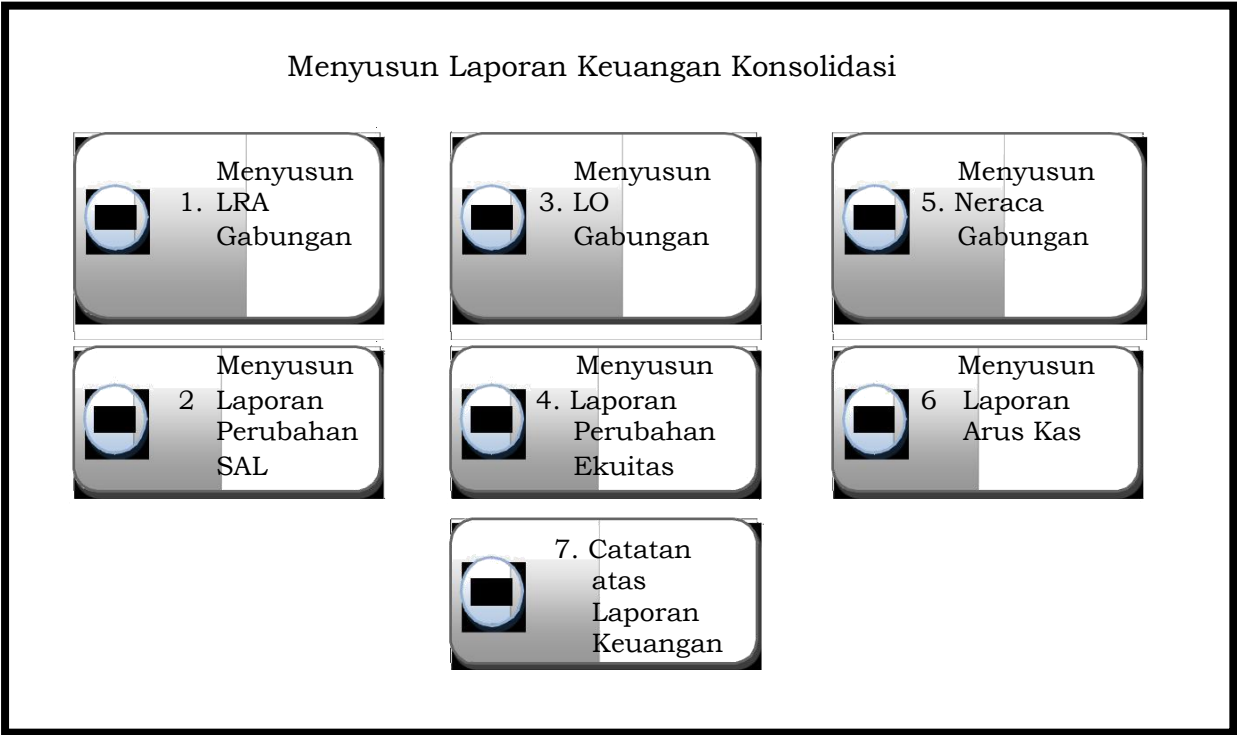 Menyusun Laporan Keuangan Konsolidasi
Menyusun
1. LRA
Gabungan
Menyusun
3. LO
Gabungan
Menyusun
5. Neraca
Gabungan
Menyusun
2 Laporan
Perubahan
SAL
Menyusun
4. Laporan
Perubahan
Ekuitas
Menyusun
6 Laporan
Arus Kas
7. Catatan
atas
Laporan
Keuangan